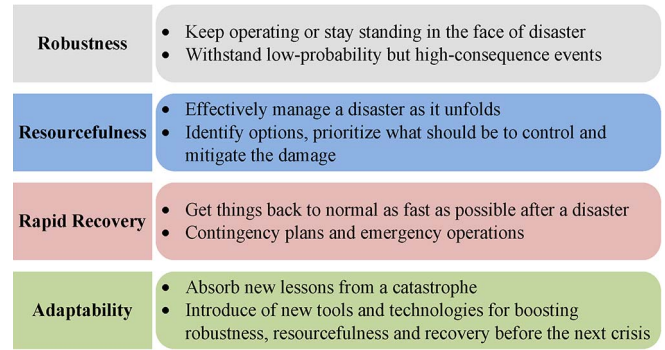 Robustness
• Keep operating or stay standing in the face of disaster
• Withstand low-probability but high-consequence events
Resourcefulness
• Effectively manage a disaster as it unfolds
• Identify options, prioritize what should be to control and
mitigate the damage
Rapid Recovery
• Get things back to normal as fast as possible after a disaster
• Contingency plans and emergency operations
Adaptability
• Absorb new lessons from a catastrophe
• Introduce of new tools and technologies for boosting
robustness, resourcefulness and recovery before the next crisis